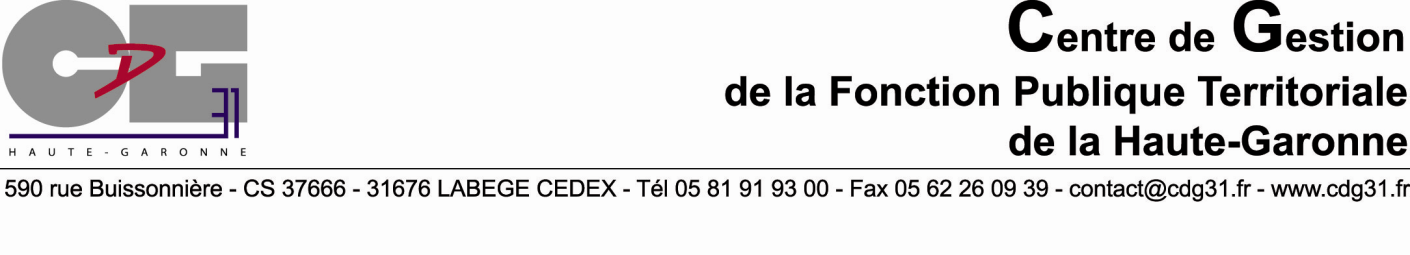 CDG
31
HAUTE-GARONNE
Centre de Gestion
de la Fonction Publique Territoriale
de la Haute-Garonne
590 rue Buissonnière - CS 37666 - 31676 LABEGE CEDEX - Tél 05 81 91 93 00 - Fax 05 62 26 09 39 - contact@cdg31.fr - www.cdg31.fr